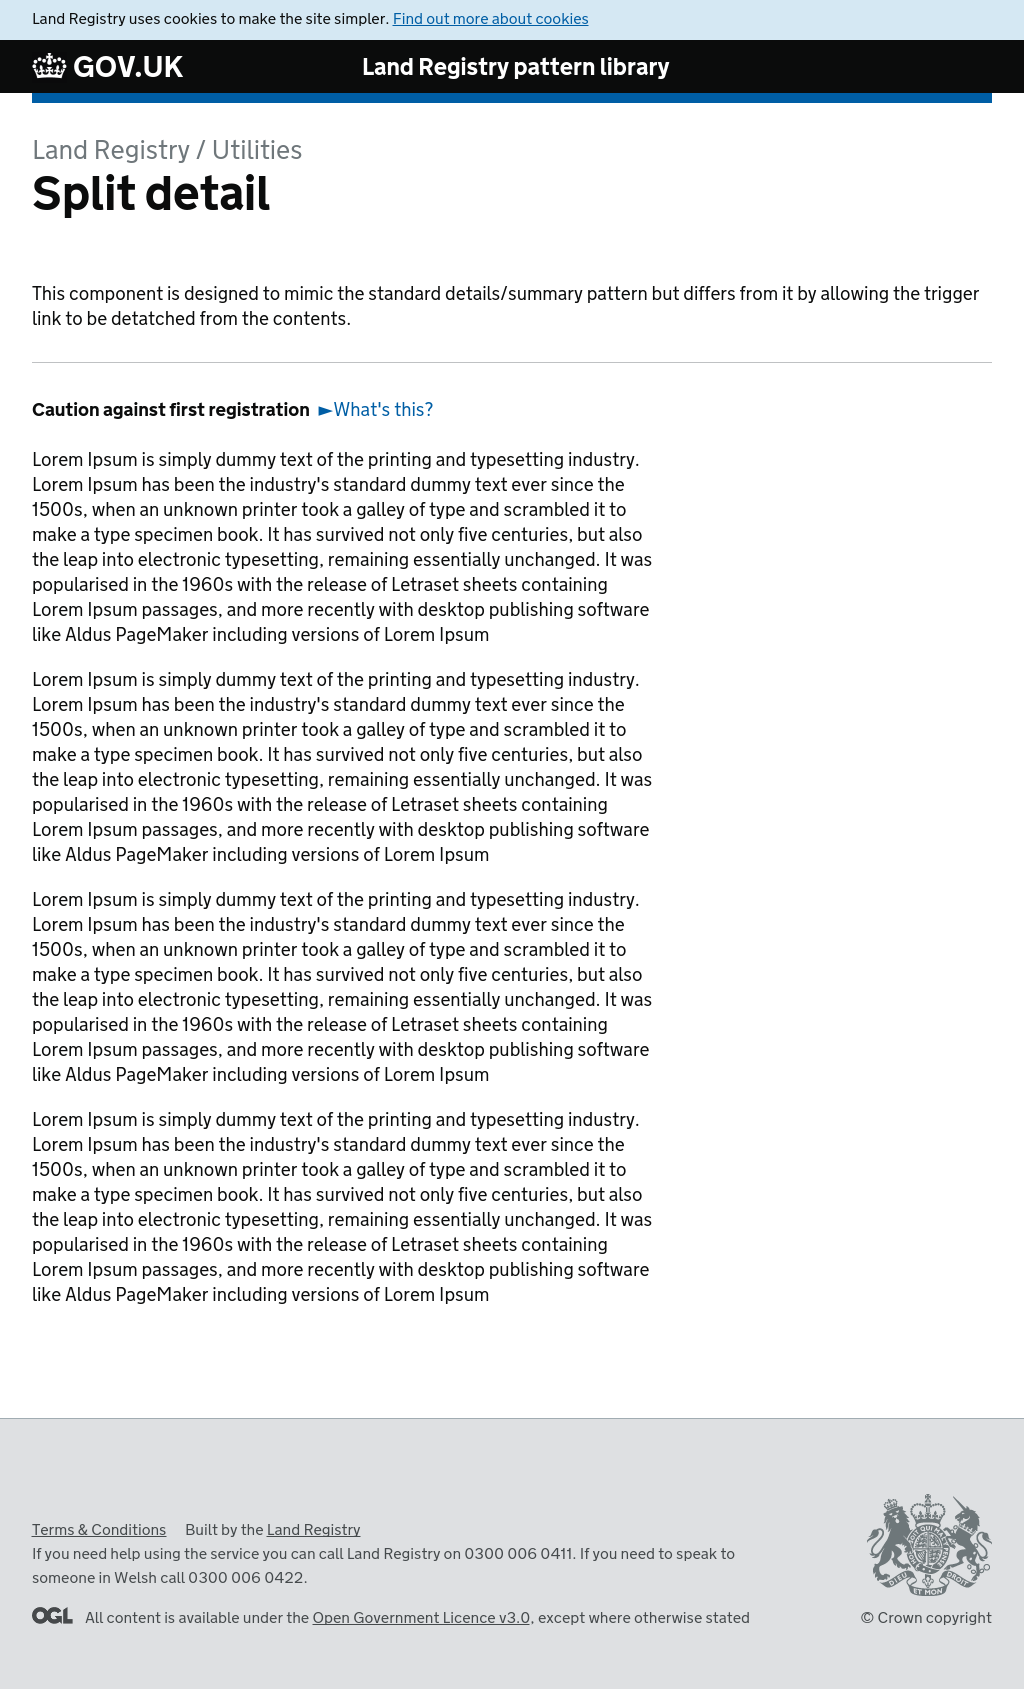 Land Registry uses cookies to make the site simpler. Find out more about cookies
GOV.UK
Land Registry pattern library
Land Registry / Utilities
Split detail
This component is designed to mimic the standard details/summary pattern but differs from it by allowing the trigger
link to be detatched from the contents.
Caution against first registration ►What's this?
Lorem Ipsum is simply dummy text of the printing and typesetting industry.
Lorem Ipsum has been the industry's standard dummy text ever since the
1500s, when an unknown printer took a galley of type and scrambled it to
make a type specimen book. It has survived not only five centuries, but also
the leap into electronic typesetting, remaining essentially unchanged. It was
popularised in the 1960s with the release of Letraset sheets containing
Lorem Ipsum passages, and more recently with desktop publishing software
like Aldus PageMaker including versions of Lorem Ipsum
Lorem Ipsum is simply dummy text of the printing and typesetting industry.
Lorem Ipsum has been the industry's standard dummy text ever since the
1500s, when an unknown printer took a galley of type and scrambled it to
make a type specimen book. It has survived not only five centuries, but also
the leap into electronic typesetting, remaining essentially unchanged. It was
popularised in the 1960s with the release of Letraset sheets containing
Lorem Ipsum passages, and more recently with desktop publishing software
like Aldus PageMaker including versions of Lorem Ipsum
Lorem Ipsum is simply dummy text of the printing and typesetting industry.
Lorem Ipsum has been the industry's standard dummy text ever since the
1500s, when an unknown printer took a galley of type and scrambled it to
make a type specimen book. It has survived not only five centuries, but also
the leap into electronic typesetting, remaining essentially unchanged. It was
popularised in the 1960s with the release of Letraset sheets containing
Lorem Ipsum passages, and more recently with desktop publishing software
like Aldus PageMaker including versions of Lorem Ipsum
Lorem Ipsum is simply dummy text of the printing and typesetting industry.
Lorem Ipsum has been the industry's standard dummy text ever since the
1500s, when an unknown printer took a galley of type and scrambled it to
make a type specimen book. It has survived not only five centuries, but also
the leap into electronic typesetting, remaining essentially unchanged. It was
popularised in the 1960s with the release of Letraset sheets containing
Lorem Ipsum passages, and more recently with desktop publishing software
like Aldus PageMaker including versions of Lorem Ipsum
Terms & Conditions Built by the Land Registry
If you need help using the service you can call Land Registry on 0300 006 0411. If you need to speak to
someone in Welsh call 0300 006 0422.
OGL All content is available under the Open Government Licence v3.0, except where otherwise stated
DIEU ET MON DROIT
© Crown copyright